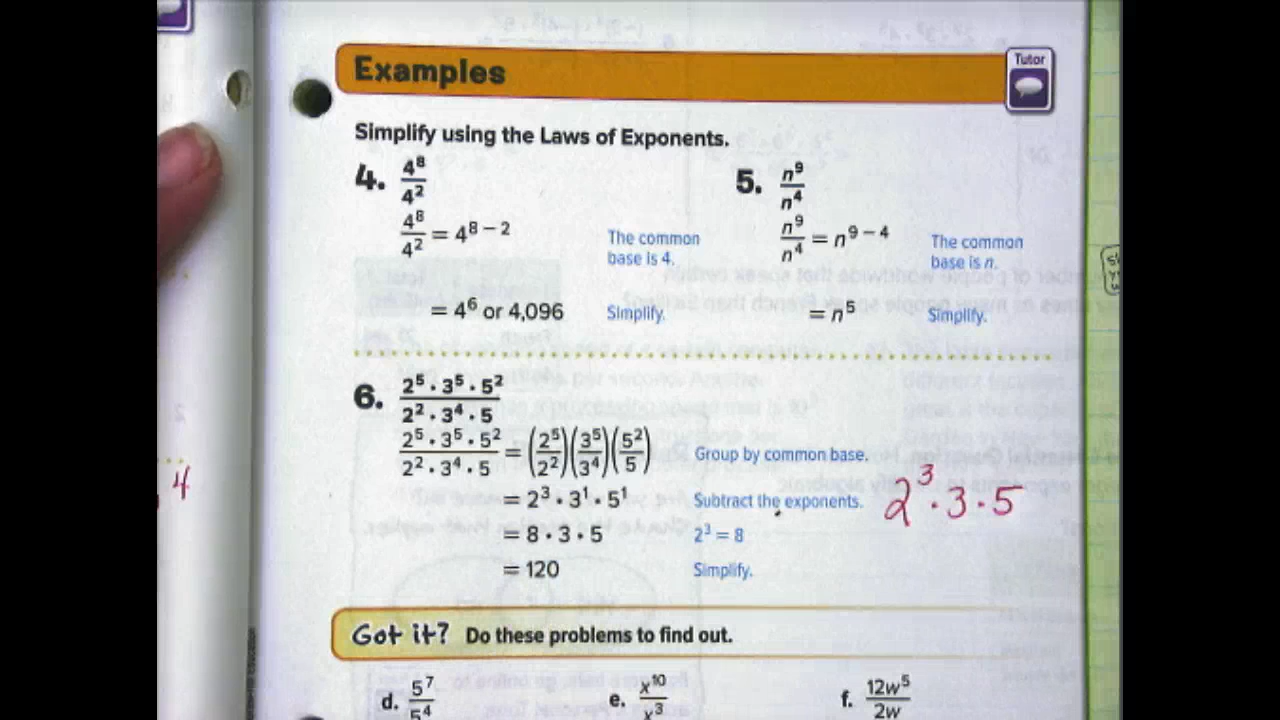 Examples
Tutor
Simplify using the Laws of Exponents.
4. 4⁸/4²
4⁸/4² = 4⁸⁻² The common base is 4.
= 4⁶ or 4,096 Simplify.
5. n⁹/n⁴
n⁹/n⁴ = n⁹⁻⁴ The common base is n.
= n⁵ Simplify.
6. 2⁵ · 3⁵ · 5²/2² · 3⁴ · 5
2⁵ · 3⁵ · 5²/2² · 3⁴ · 5 = (2⁵/2²)(3⁵/3⁴)(5²/5) Group by common base.
= 2³ · 3¹ · 5¹ Subtract the exponents. 2³ · 3 · 5
= 8 · 3 · 5 2³ = 8
= 120 Simplify.
4
Got it? Do these problems to find out.
d. 5⁷/5⁴ e. x¹⁰/x³ f. 12w⁵/2w